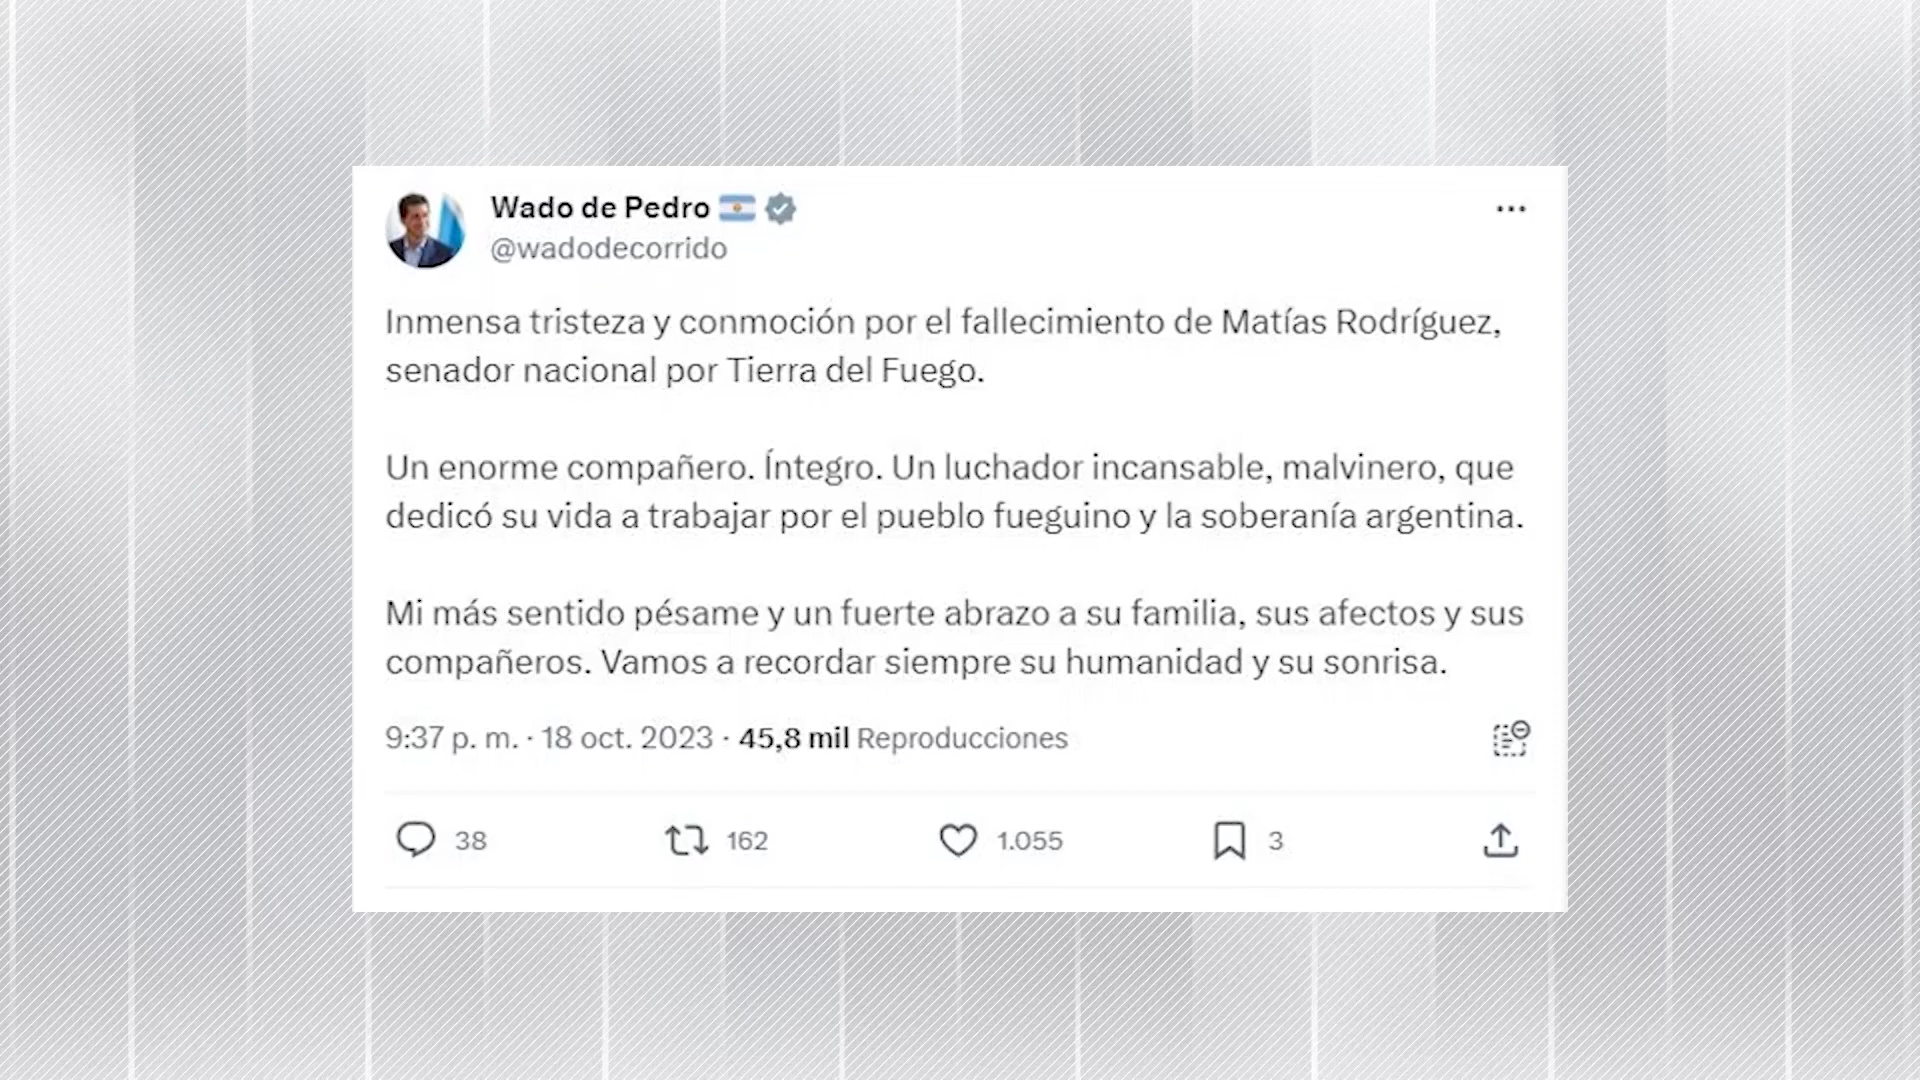 Wado de Pedro
@wadodecorrido
Inmensa tristeza y conmoción por el fallecimiento de Matías Rodríguez,
senador nacional por Tierra del Fuego.
Un enorme compañero. Íntegro. Un luchador incansable, malvinero, que
dedicó su vida a trabajar por el pueblo fueguino y la soberanía argentina.
Mi más sentido pésame y un fuerte abrazo a su familia, sus afectos y sus
compañeros. Vamos a recordar siempre su humanidad y su sonrisa.
9:37 p. m. · 18 oct. 2023 · 45,8 mil Reproducciones
38 162 1.055 3